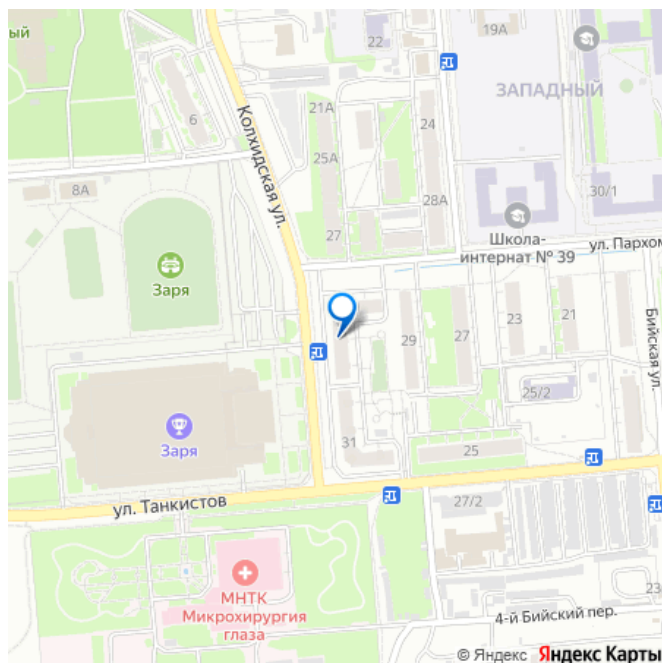 ый
22
19А
6
Колхидская ул.
21А
24
ЗАПАДНЫЙ
25А
8А
28А
30/1
27
Школа-
интернат № 39
ул. Пархом
Заря
29
27
23
21
Бийская ул.
25/2
Заря
31
25
ул. Танкистов
27/2
МНТК
Микрохирургия
глаза
4-й Бийский пер.
23
© Яндекс Яндекс Карты